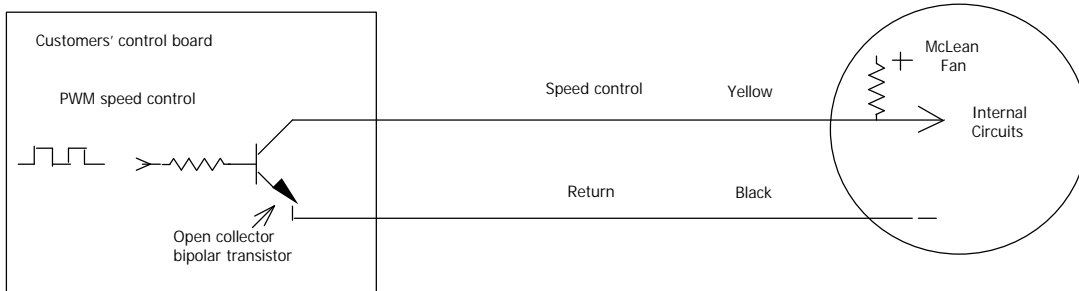 Customers' control board
PWM speed control
Open collector
bipolar transistor
Speed control
Yellow
Return
Black
McLean
Fan
Internal
Circuits